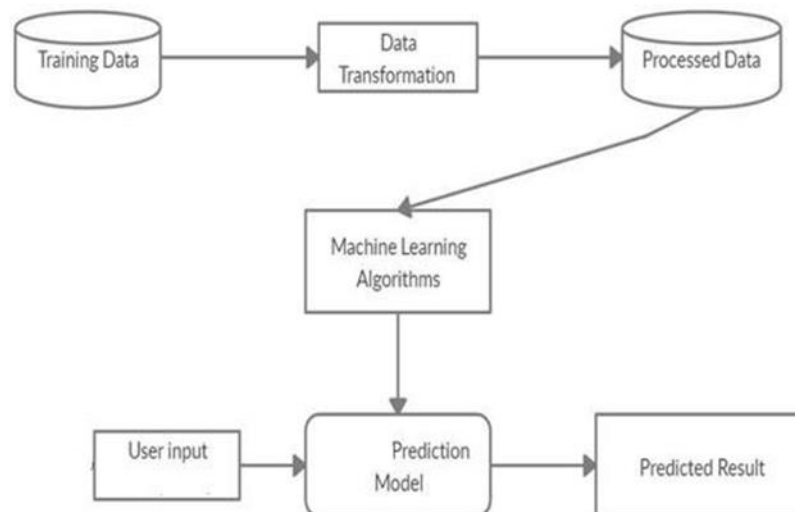 Training Data
Data
Transformation
Processed Data
Machine Learning
Algorithms
User input
Prediction
Model
Predicted Result